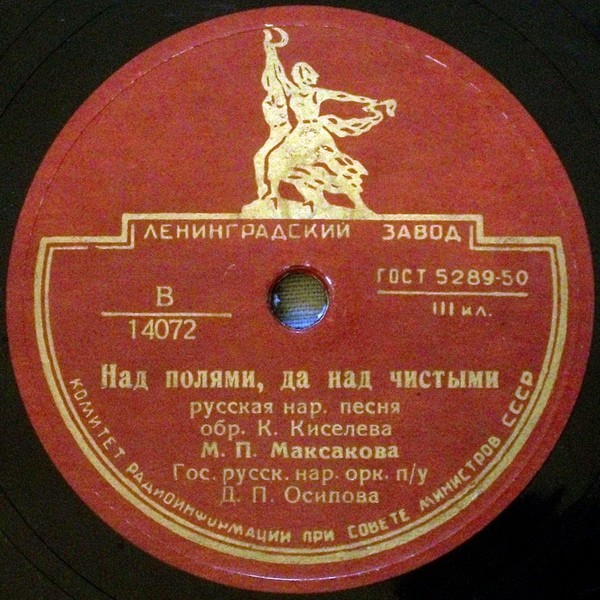 ЛЕНИНГРАДСКИЙ ЗАВОД
ГОСТ 5289-50
III кл.
В
14072
Над полями, да над чистыми
русская нар. песня
обр. К. Киселева
М. П. Максакова
Гос. русск. нар. орк. п/у
Д. П. Осипова
КОМИТЕТ РАДИОИНФОРМАЦИИ ПРИ СОВЕТЕ МИНИСТРОВ СССР